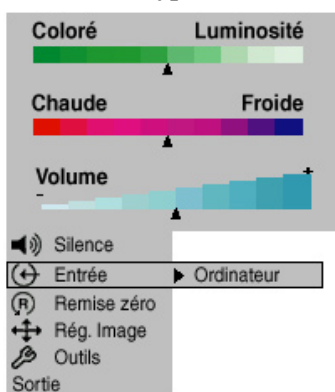 Coloré Luminosité
Chaude Froide
Volume
- +
Silence
Entrée Ordinateur
R Remise zéro
Rég. Image
Outils
Sortie